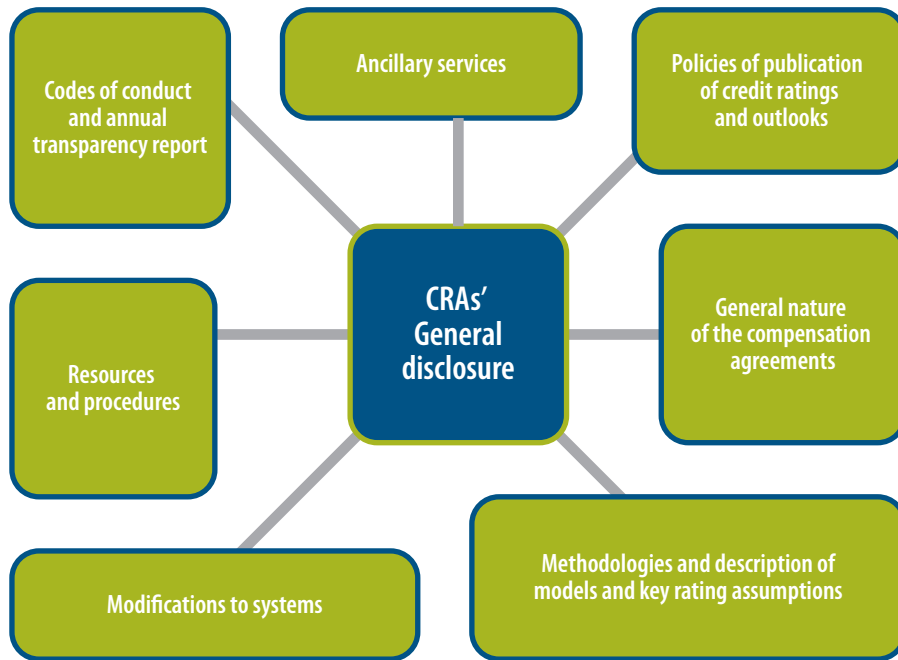 Codes of conduct
and annual
transparency report
Ancillary services
Policies of publication
of credit ratings
and outlooks
CRAs’
General
disclosure
General nature
of the compensation
agreements
Resources
and procedures
Modifications to systems
Methodologies and description of
models and key rating assumptions